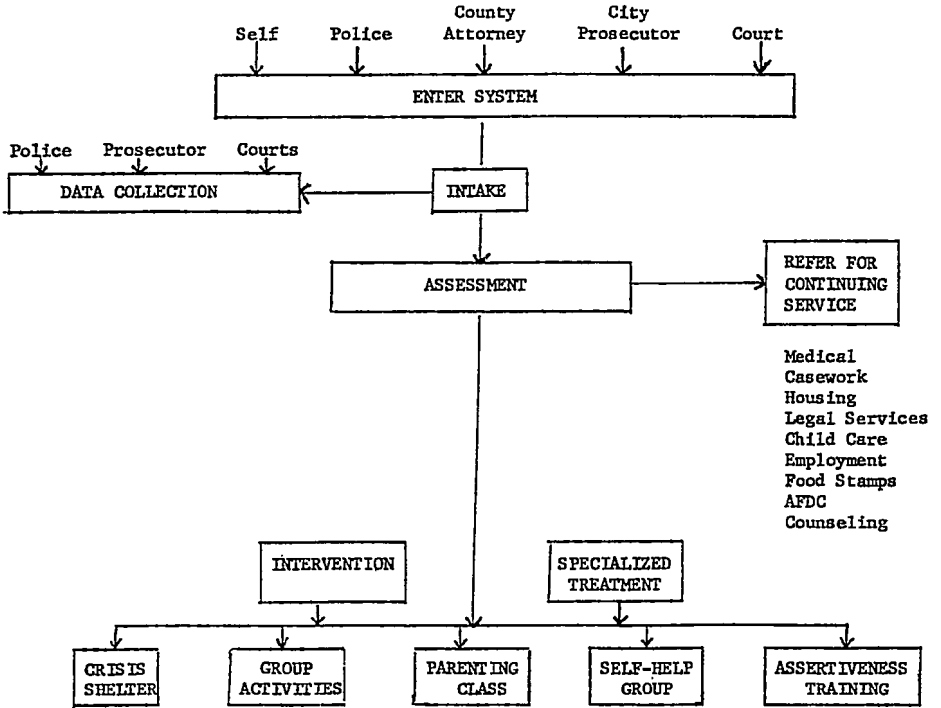 County City
Self Police Attorney Prosecutor Court
ENTER SYSTEM
Police Prosecutor Courts
DATA COLLECTION
INTAKE
ASSESSMENT
REFER FOR
CONTINUING
SERVICE
Medical
Casework
Housing
Legal Services
Child Care
Employment
Food Stamps
AFDC
Counseling
INTERVENTION
SPECIALIZED
TREATMENT
CRISIS
SHELTER
GROUP
ACTIVITIES
PARENTING
CLASS
SELF-HELP
GROUP
ASSERTIVENESS
TRAINING